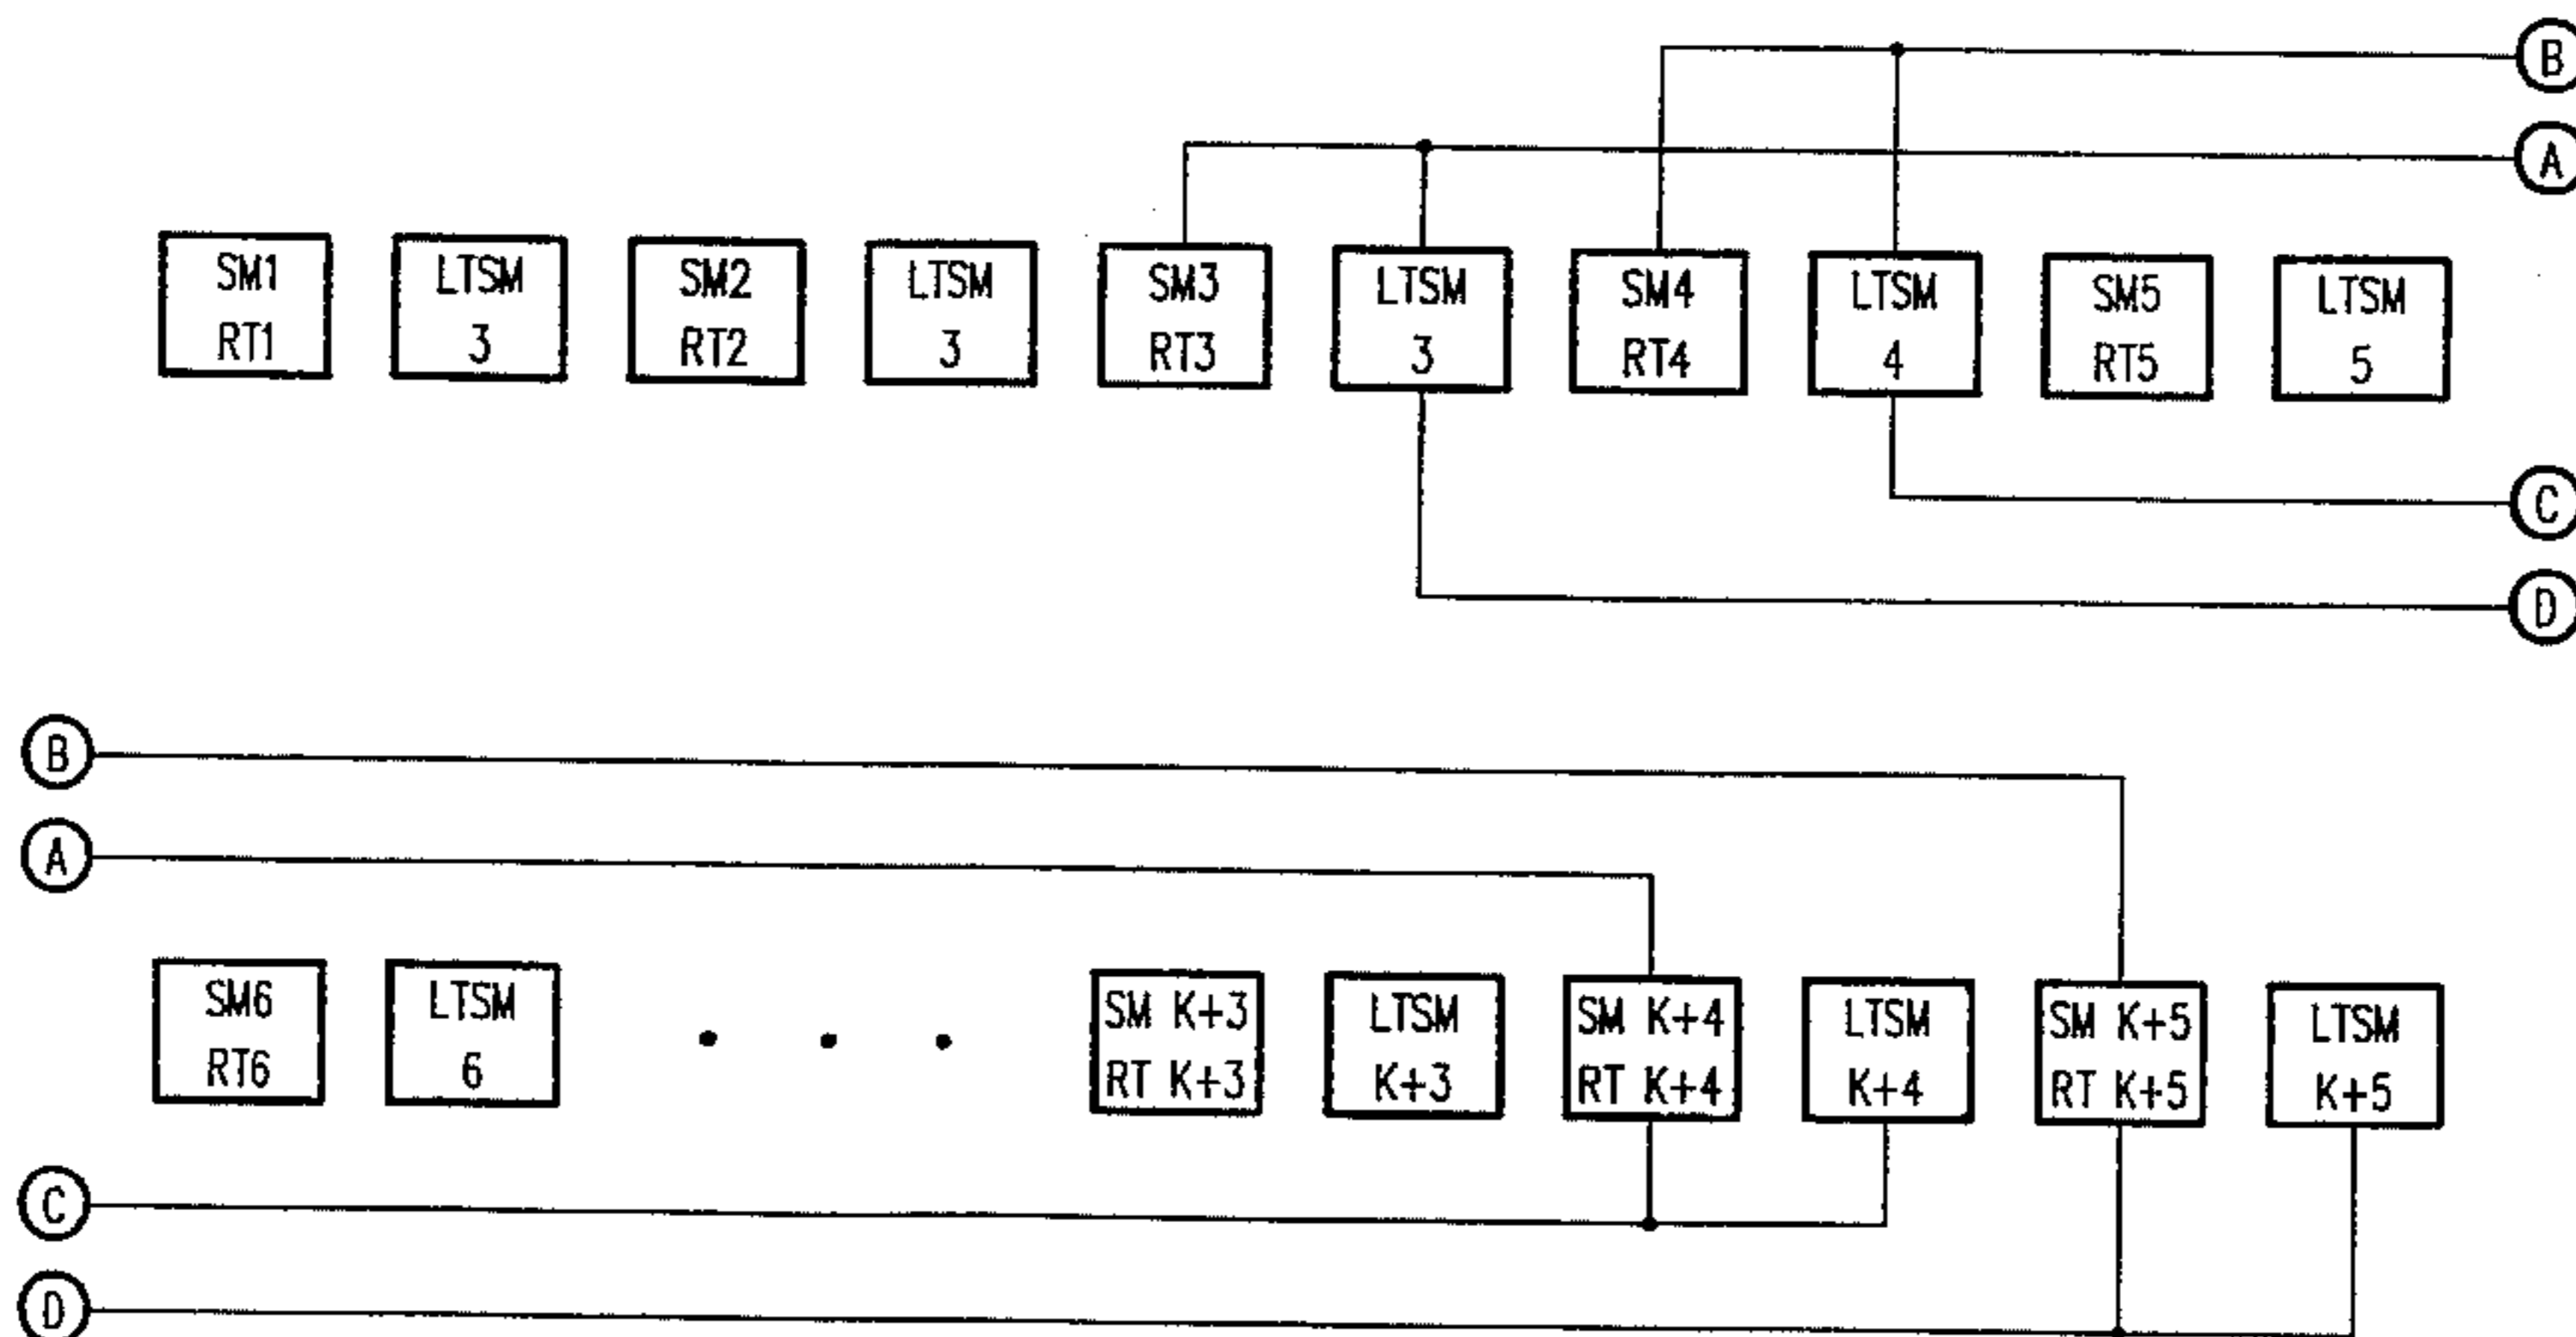 B
A
SM1
RT1
LTSM
3
SM2
RT2
LTSM
3
SM3
RT3
LTSM
3
SM4
RT4
LTSM
4
SM5
RT5
LTSM
5
C
D
B
A
SM6
RT6
LTSM
6
SM K+3
RT K+3
LTSM
K+3
SM K+4
RT K+4
LTSM
K+4
SM K+5
RT K+5
LTSM
K+5
C
D